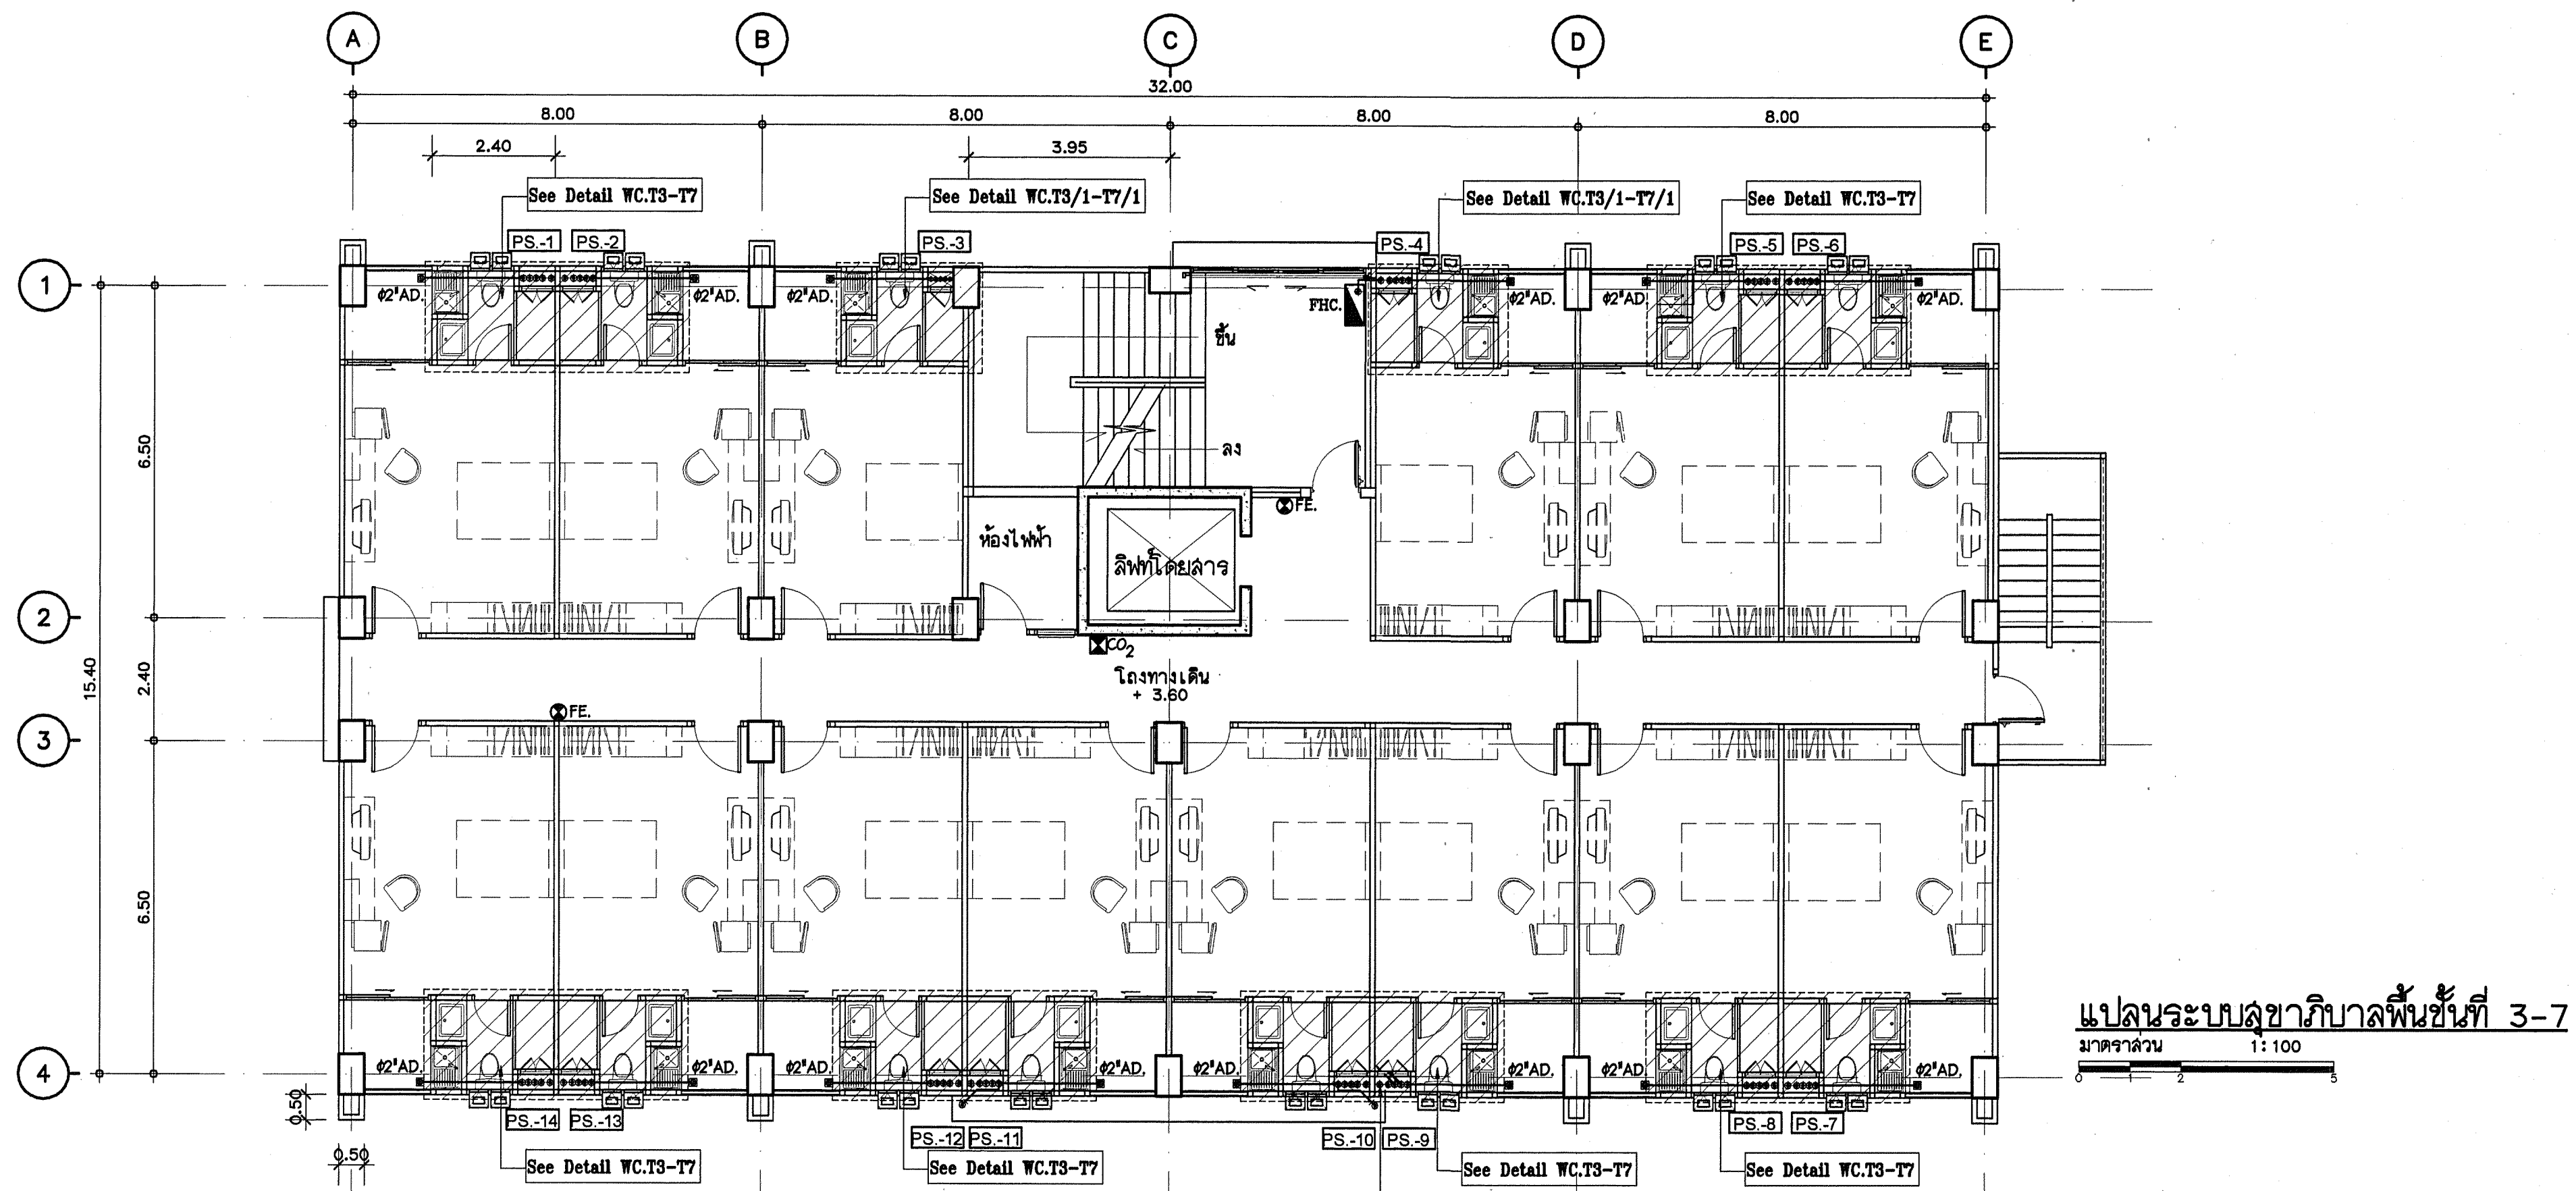 A B C D E
32.00
8.00 8.00 8.00 8.00
2.40 3.95
See Detail WC.T3-T7
See Detail WC.T3/1-T7/1
See Detail WC.T3/1-T7/1
See Detail WC.T3-T7
PS.-1 PS.-2 PS.-3 PS.-4 PS.-5 PS.-6
1
φ2"AD. φ2"AD. φ2"AD. φ2"AD. φ2"AD. φ2"AD.
FHC.
ขึ้น
6.50
ลง
FE.
ห้องไฟฟ้า
ลิฟท์โดยสาร
2
CO2
15.40
2.40
โถงทางเดิน
+ 3.60
FE.
3
6.50
แปลนระบบสุขาภิบาลพื้นชั้นที่ 3-7
มาตราส่วน 1:100
0 1 2 5
4
φ2"AD. φ2"AD. φ2"AD. φ2"AD. φ2"AD. φ2"AD. φ2"AD. φ2"AD.
0.50
PS.-14 PS.-13 PS.-12 PS.-11 PS.-10 PS.-9 PS.-8 PS.-7
0.50
See Detail WC.T3-T7
See Detail WC.T3-T7
See Detail WC.T3-T7
See Detail WC.T3-T7